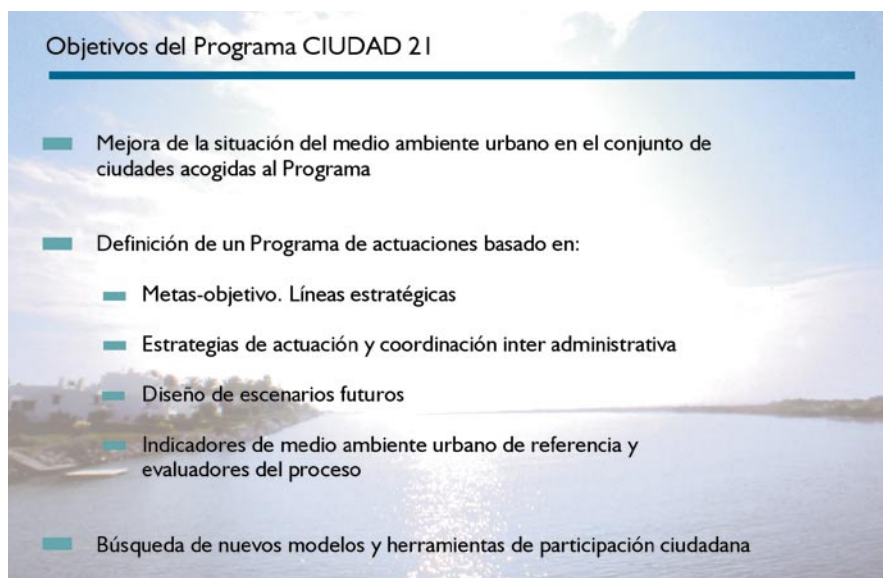 Objetivos del Programa CIUDAD 21
Mejora de la situación del medio ambiente urbano en el conjunto de
ciudades acogidas al Programa
Definición de un Programa de actuaciones basado en:
Metas-objetivo. Líneas estratégicas
Estrategias de actuación y coordinación inter administrativa
Diseño de escenarios futuros
Indicadores de medio ambiente urbano de referencia y
evaluadores del proceso
Búsqueda de nuevos modelos y herramientas de participación ciudadana